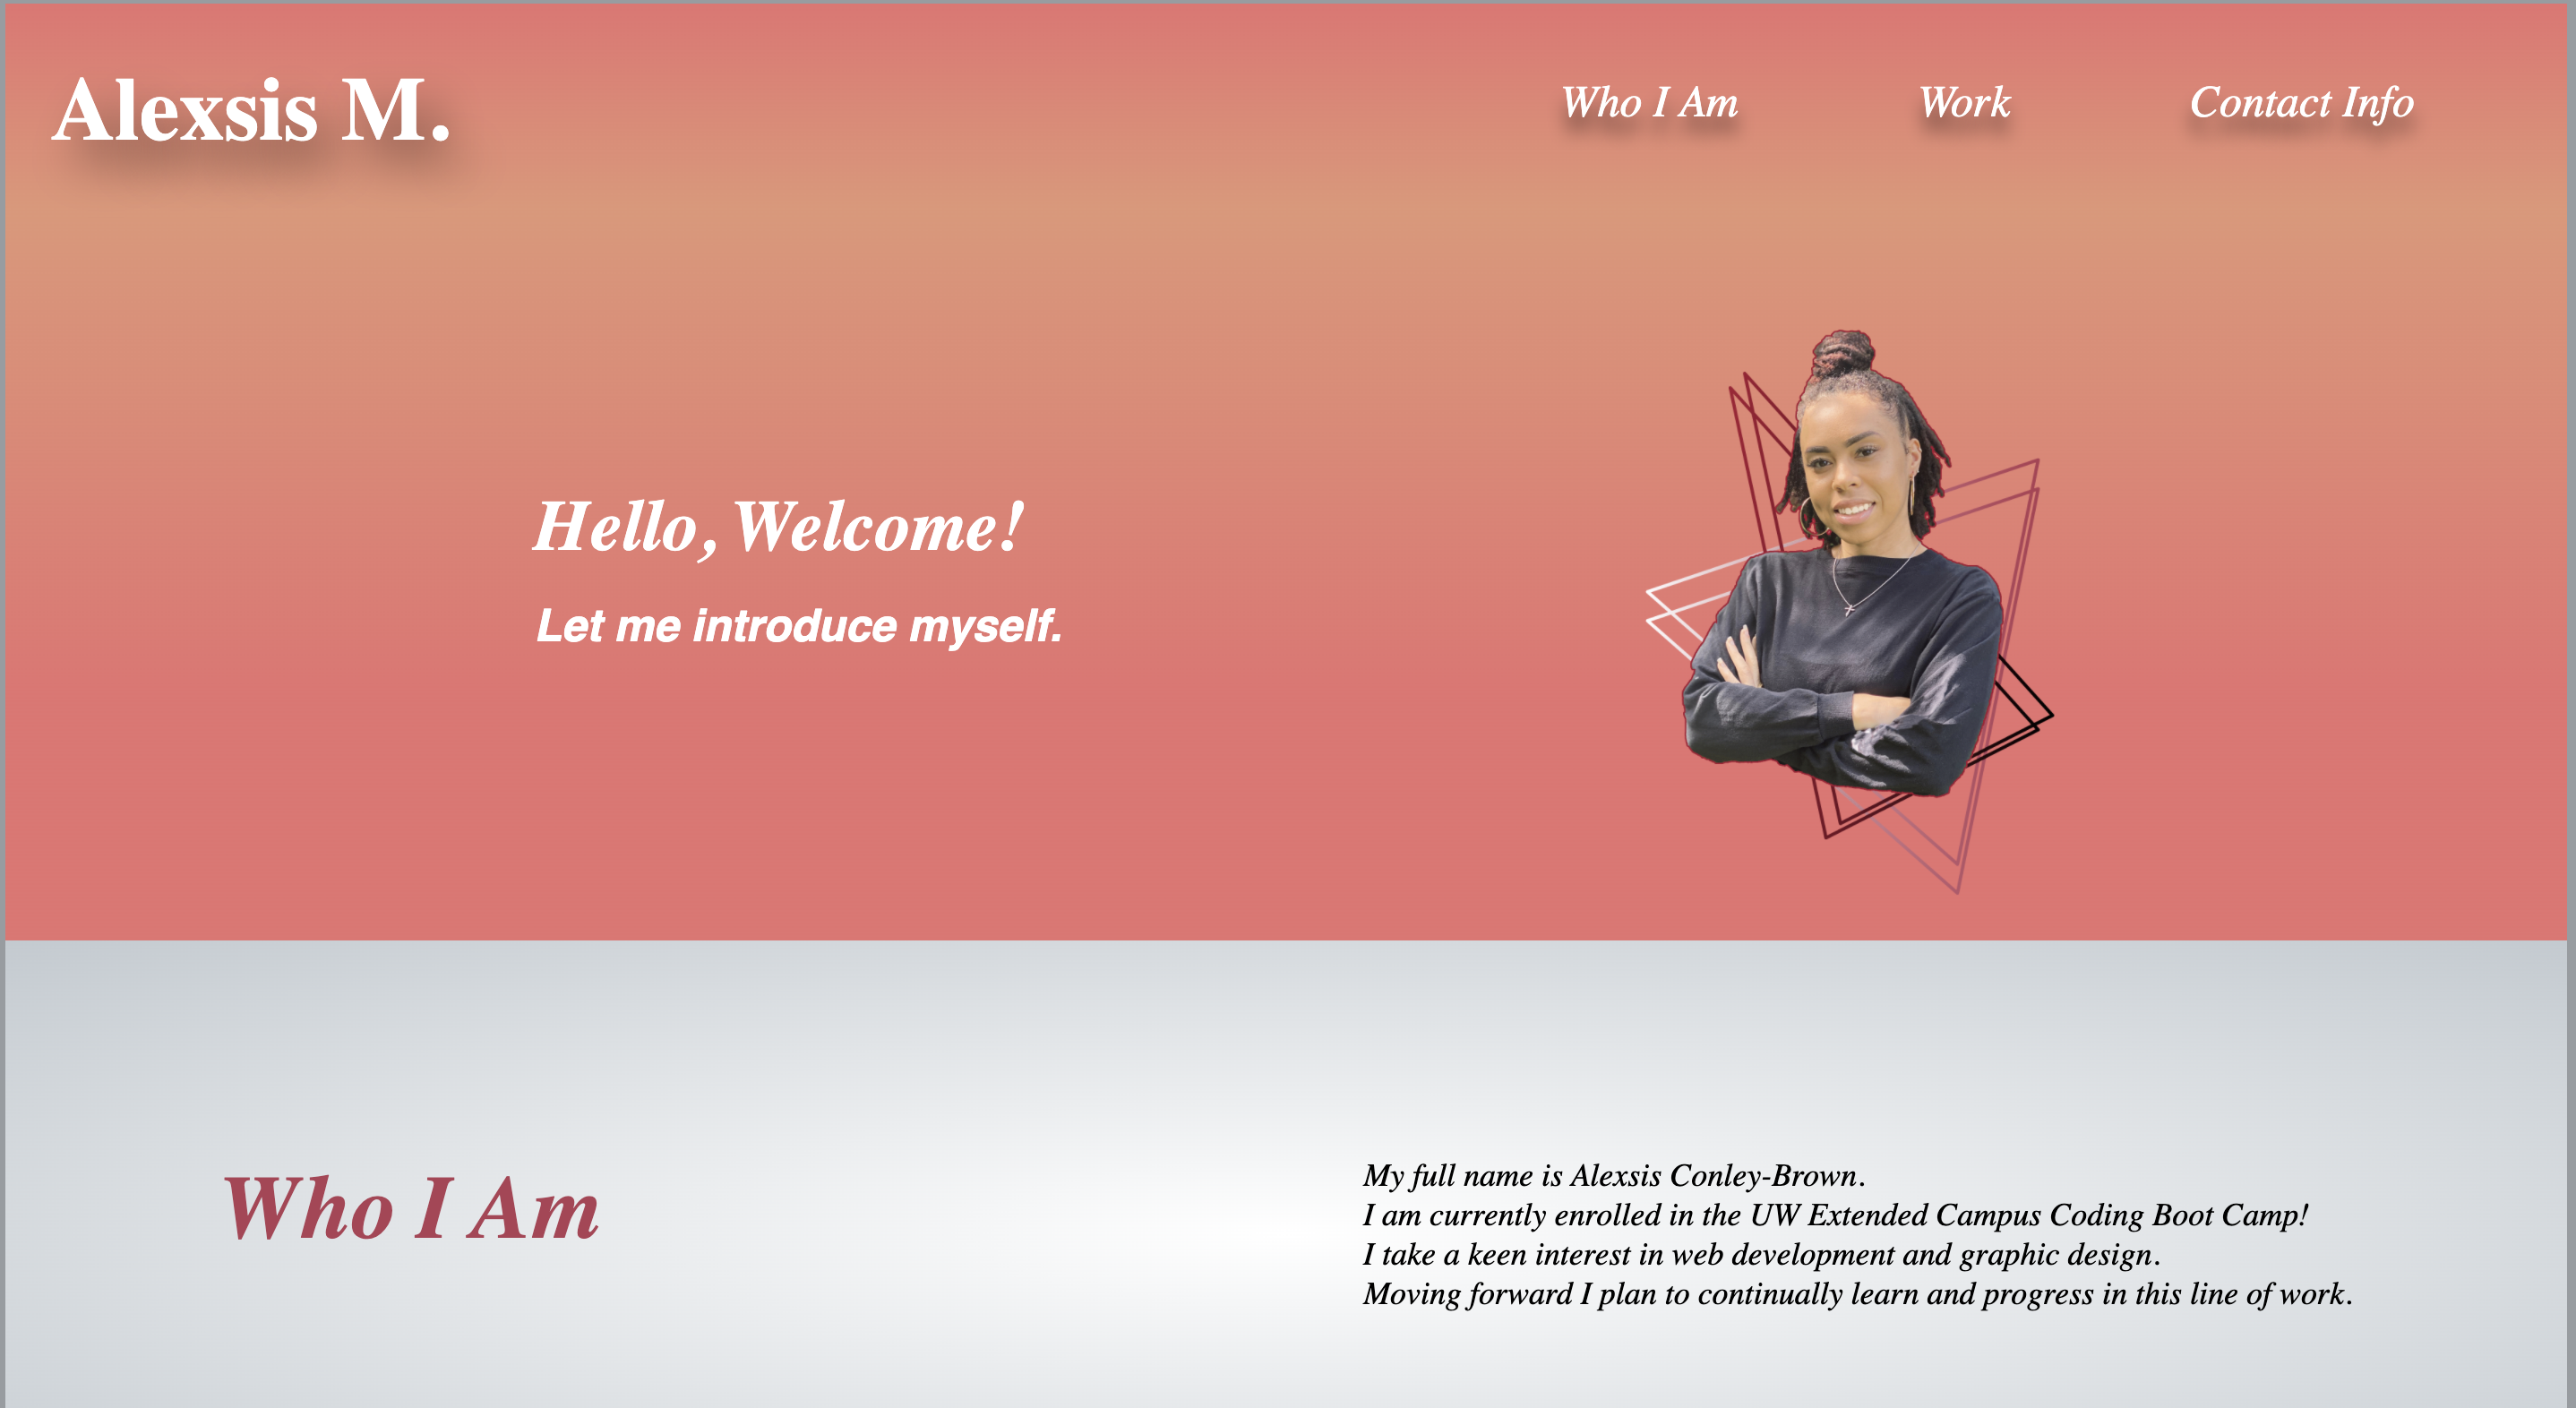 Alexsis M.
Who I Am
Work
Contact Info
Hello, Welcome!
Let me introduce myself.
Who I Am
My full name is Alexsis Conley-Brown.
I am currently enrolled in the UW Extended Campus Coding Boot Camp!
I take a keen interest in web development and graphic design.
Moving forward I plan to continually learn and progress in this line of work.